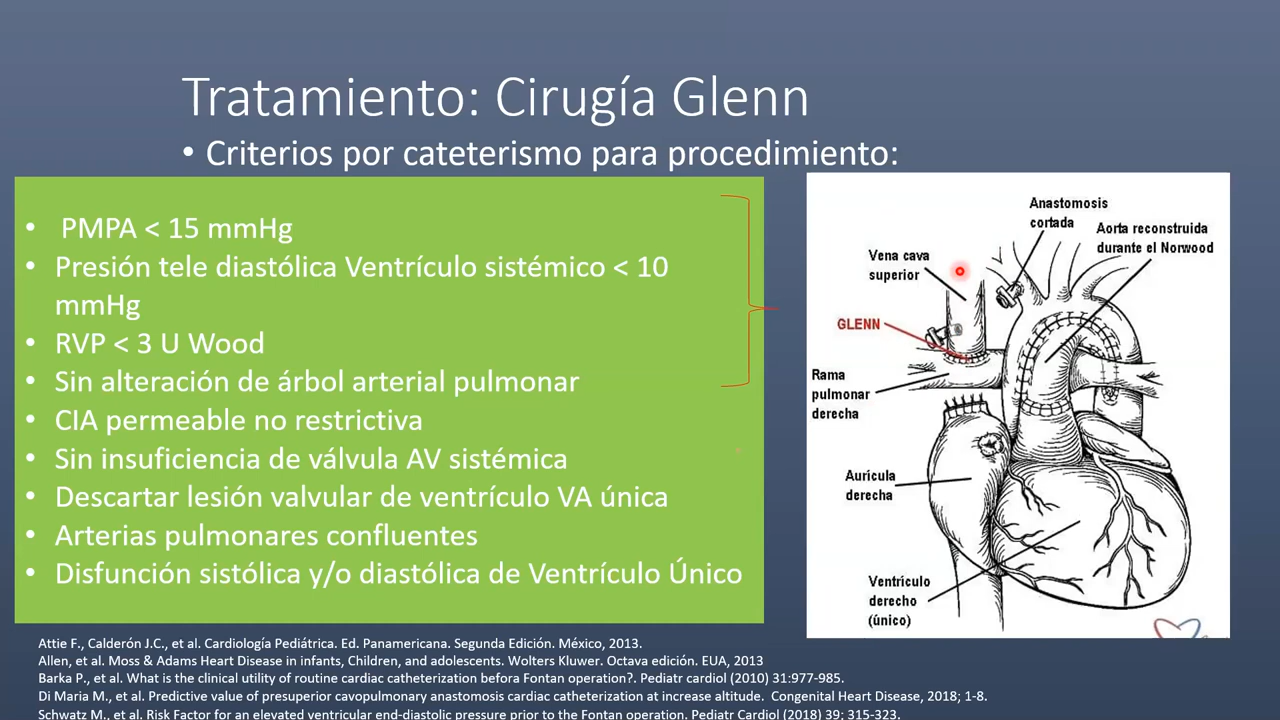 Tratamiento: Cirugía Glenn
• Criterios por cateterismo para procedimiento:
• PMPA < 15 mmHg
• Presión tele diastólica Ventrículo sistémico < 10
mmHg
• RVP < 3 U Wood
• Sin alteración de árbol arterial pulmonar
• CIA permeable no restrictiva
• Sin insuficiencia de válvula AV sistémica
• Descartar lesión valvular de ventrículo VA única
• Arterias pulmonares confluentes
• Disfunción sistólica y/o diastólica de Ventrículo Único
Anastomosis
cortada
Aorta reconstruida
durante el Norwood
Vena cava
superior
GLENN
Rama
pulmonar
derecha
Aurícula
derecha
Ventrículo
derecho
(único)
Attie F., Calderón J.C., et al. Cardiología Pediátrica. Ed. Panamericana. Segunda Edición. México, 2013.
Allen, et al. Moss & Adams Heart Disease in infants, Children, and adolescents. Wolters Kluwer. Octava edición. EUA, 2013
Barka P., et al. What is the clinical utility of routine cardiac catheterization befora Fontan operation?. Pediatr cardiol (2010) 31:977-985.
Di Maria M., et al. Predictive value of presuperior cavopulmonary anastomosis cardiac catheterization at increase altitude. Congenital Heart Disease, 2018; 1-8.
Schwatz M., et al. Risk Factor for an elevated ventricular end-diastolic pressure prior to the Fontan operation. Pediatr Cardiol (2018) 39; 315-323.